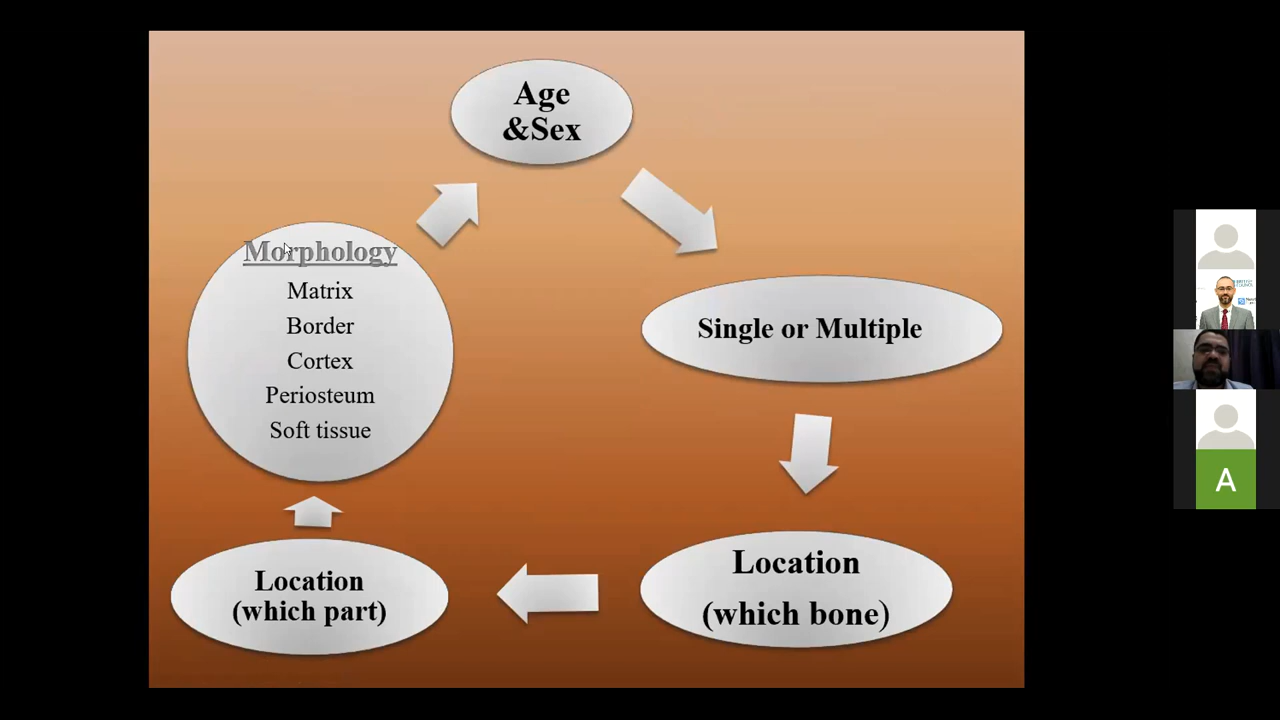 Age
&Sex
Single or Multiple
Location
(which bone)
Location
(which part)
Morphology
Matrix
Border
Cortex
Periosteum
Soft tissue
A